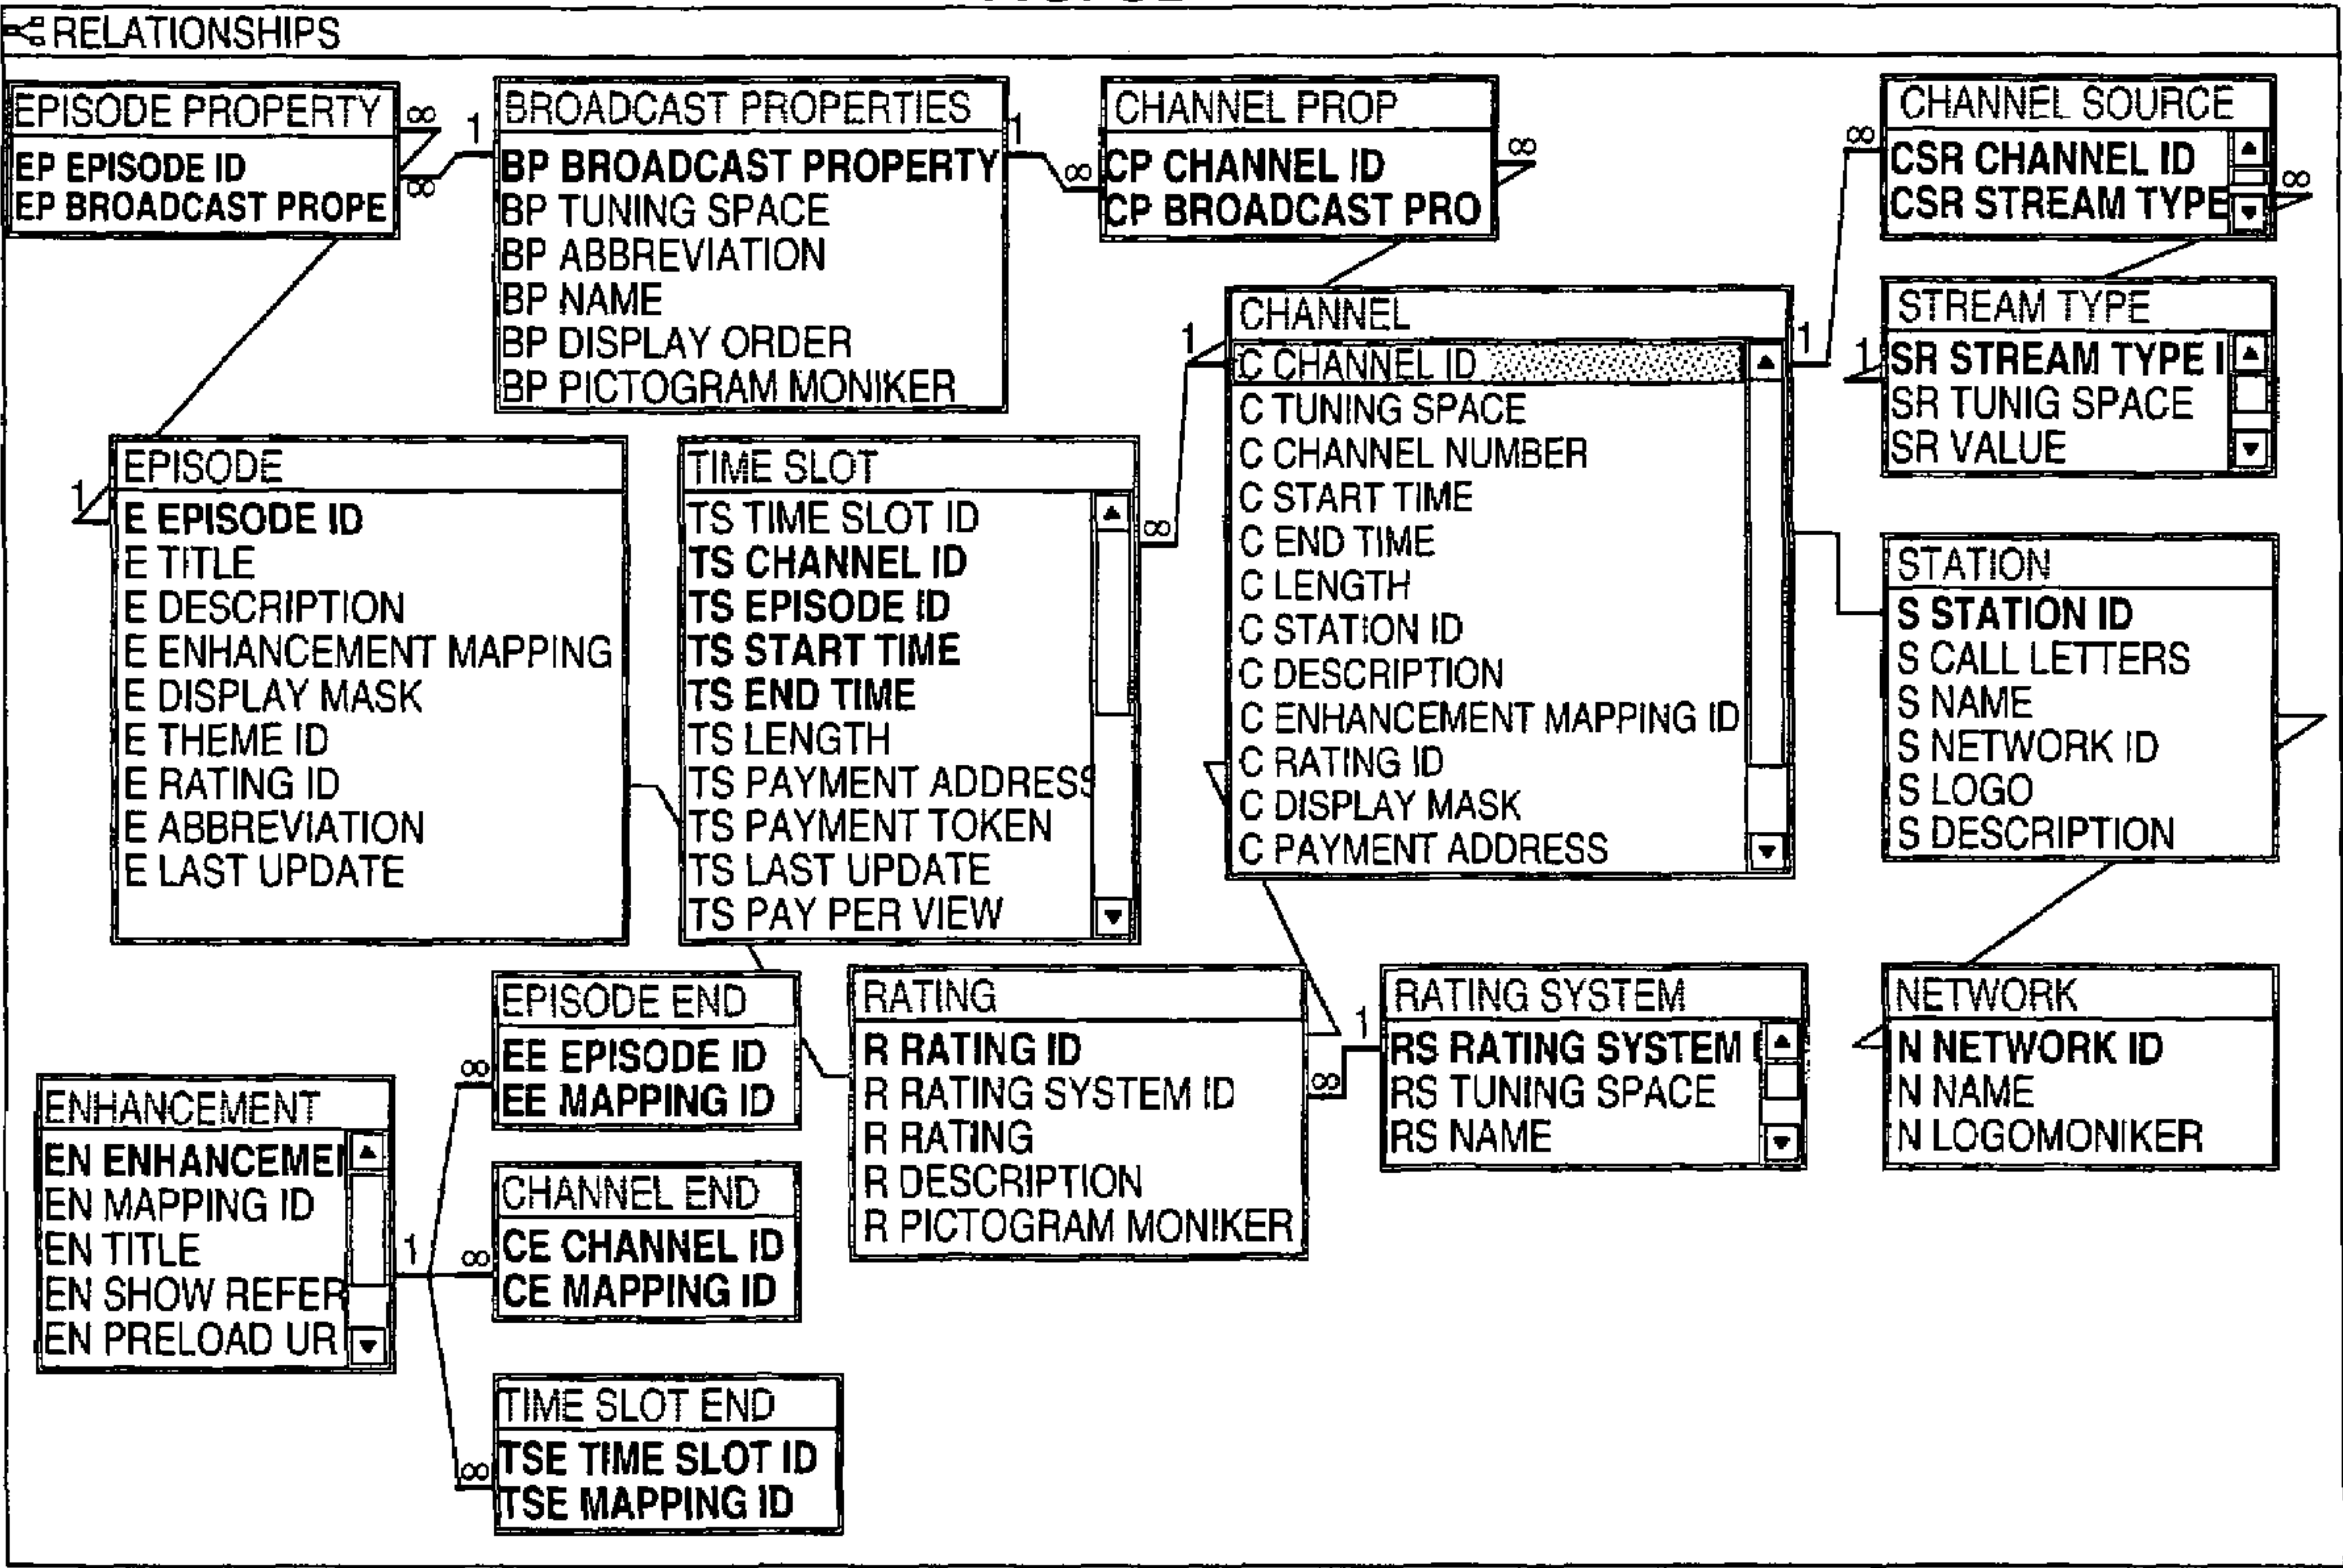 RELATIONSHIPS
EPISODE PROPERTY
EP EPISODE ID
EP BROADCAST PROPE
∞
∞
1
BROADCAST PROPERTIES
BP BROADCAST PROPERTY
BP TUNING SPACE
BP ABBREVIATION
BP NAME
BP DISPLAY ORDER
BP PICTOGRAM MONIKER
1
∞
CHANNEL PROP
CP CHANNEL ID
CP BROADCAST PRO
∞
CHANNEL SOURCE
CSR CHANNEL ID
CSR STREAM TYPE
∞
∞
STREAM TYPE
SR STREAM TYPE I
SR TUNIG SPACE
SR VALUE
1
EPISODE
E EPISODE ID
E TITLE
E DESCRIPTION
E ENHANCEMENT MAPPING
E DISPLAY MASK
E THEME ID
E RATING ID
E ABBREVIATION
E LAST UPDATE
1
TIME SLOT
TS TIME SLOT ID
TS CHANNEL ID
TS EPISODE ID
TS START TIME
TS END TIME
TS LENGTH
TS PAYMENT ADDRESS
TS PAYMENT TOKEN
TS LAST UPDATE
TS PAY PER VIEW
∞
1
CHANNEL
C CHANNEL ID
C TUNING SPACE
C CHANNEL NUMBER
C START TIME
C END TIME
C LENGTH
C STATION ID
C DESCRIPTION
C ENHANCEMENT MAPPING ID
C RATING ID
C DISPLAY MASK
C PAYMENT ADDRESS
1
STATION
S STATION ID
S CALL LETTERS
S NAME
S NETWORK ID
S LOGO
S DESCRIPTION
ENHANCEMENT
EN ENHANCEMEN
EN MAPPING ID
EN TITLE
EN SHOW REFER
EN PRELOAD UR
1
∞
∞
∞
EPISODE END
EE EPISODE ID
EE MAPPING ID
CHANNEL END
CE CHANNEL ID
CE MAPPING ID
TIME SLOT END
TSE TIME SLOT ID
TSE MAPPING ID
RATING
R RATING ID
R RATING SYSTEM ID
R RATING
R DESCRIPTION
R PICTOGRAM MONIKER
∞
1
RATING SYSTEM
RS RATING SYSTEM
RS TUNING SPACE
RS NAME
NETWORK
N NETWORK ID
N NAME
N LOGOMONIKER